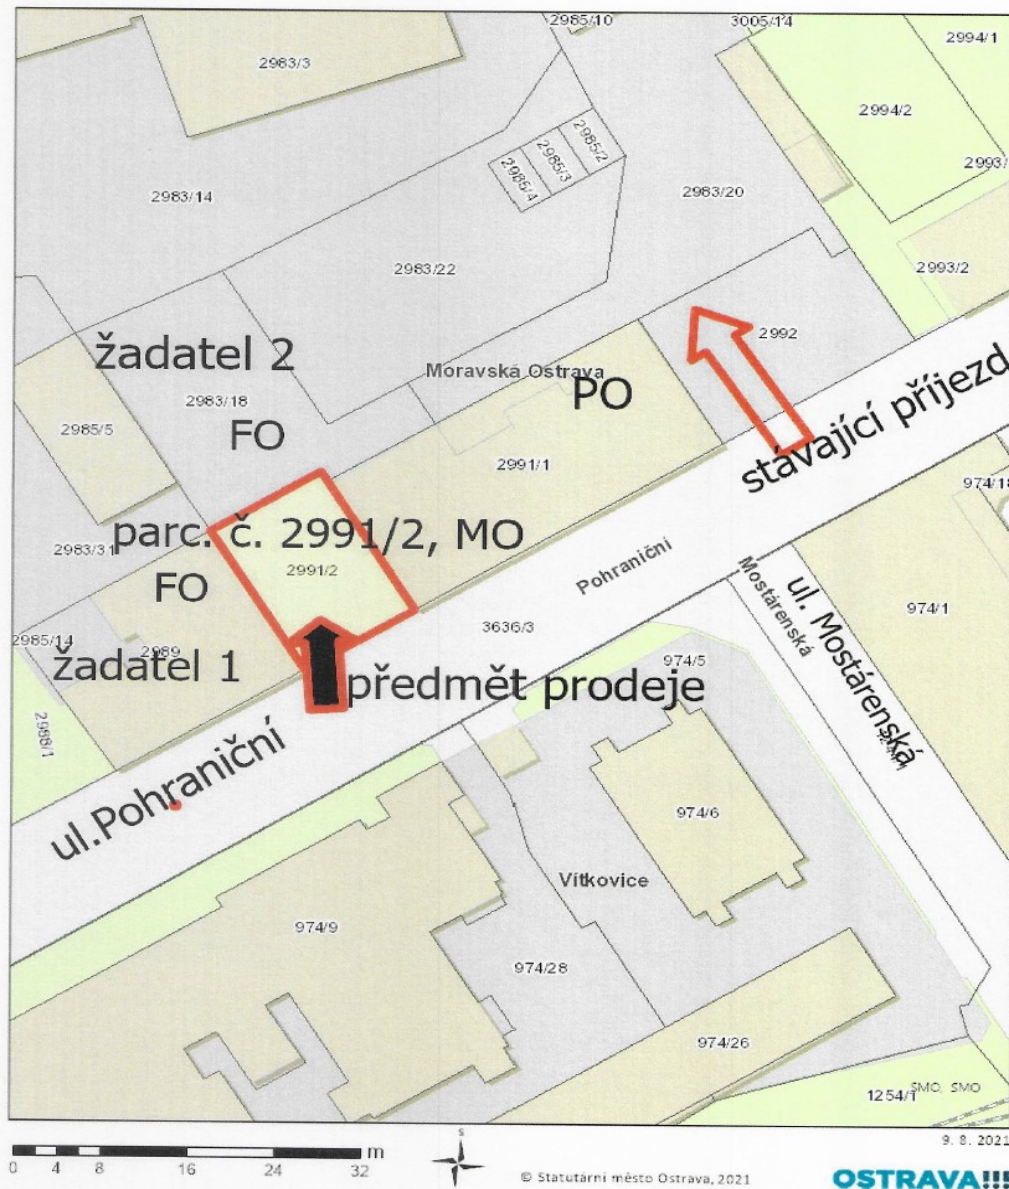 2985/10
3005/14
2994/1
2983/3
2994/2
2985/2
2985/3
2985/4
2993/
2983/14
2983/20
2983/22
2993/2
2992
žadatel 2
Moravská Ostrava
PO
2983/18
FO
2985/5
2991/1
stávající příjezd
974/18
parc. č. 2991/2, MO
2983/31
2991/2
FO
Pohraniční
Mostárenská
ul. Mostárenská
974/1
3636/3
2985/14
2989
žadatel 1
974/5
předmět prodeje
2988/1
ul.Pohraniční
974/6
Vítkovice
974/9
974/28
974/26
1254/1
SMO, SMO
0 4 8 16 24 32 m
s
© Statutární město Ostrava, 2021
9. 8. 2021
OSTRAVA!!!